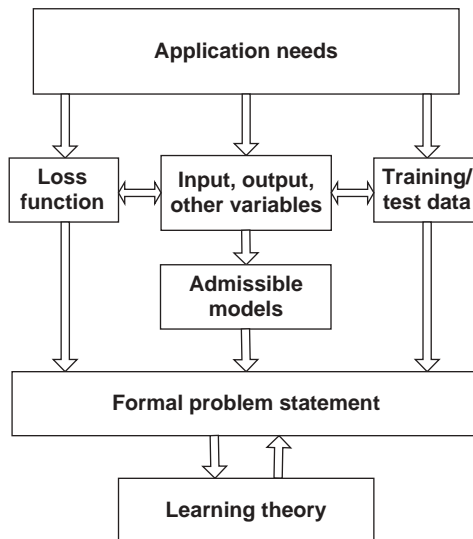 Application needs
Loss
function
Input, output,
other variables
Training/
test data
Admissible
models
Formal problem statement
Learning theory